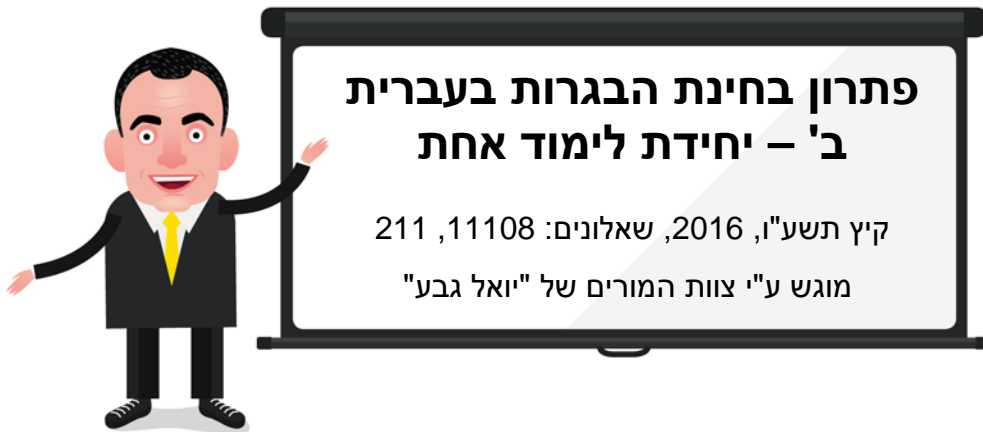 פתרון בחינת הבגרות בעברית
ב' – יחידת לימוד אחת
קיץ תשע"ו, 2016, שאלונים: 11108, 211
מוגש ע"י צוות המורים של "יואל גבע"